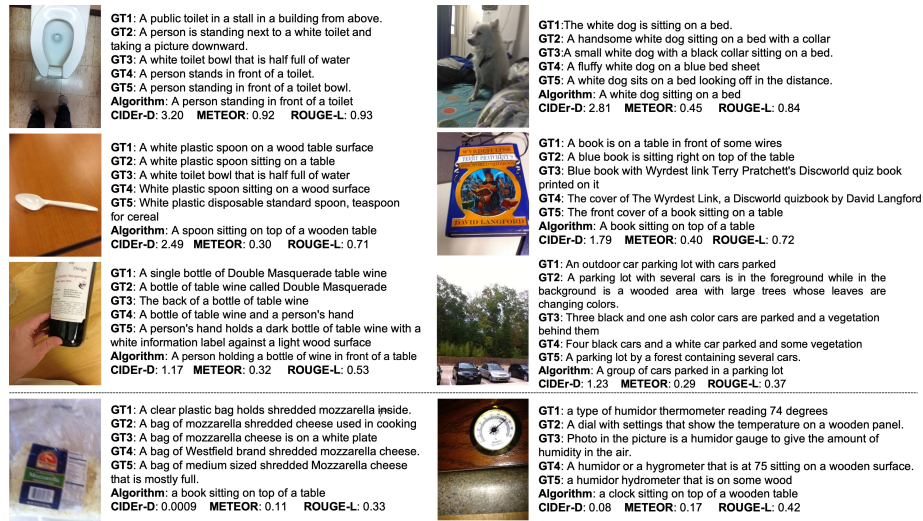 GT1: A public toilet in a stall in a building from above.
GT2: A person is standing next to a white toilet and
taking a picture downward.
GT3: A white toilet bowl that is half full of water
GT4: A person stands in front of a toilet.
GT5: A person standing in front of a toilet bowl.
Algorithm: A person standing in front of a toilet
CIDEr-D: 3.20 METEOR: 0.92 ROUGE-L: 0.93
GT1:The white dog is sitting on a bed.
GT2: A handsome white dog sitting on a bed with a collar
GT3:A small white dog with a black collar sitting on a bed.
GT4: A fluffy white dog on a blue bed sheet
GT5: A white dog sits on a bed looking off in the distance.
Algorithm: A white dog sitting on a bed
CIDEr-D: 2.81 METEOR: 0.45 ROUGE-L: 0.84
GT1: A white plastic spoon on a wood table surface
GT2: A white plastic spoon sitting on a table
GT3: A white toilet bowl that is half full of water
GT4: White plastic spoon sitting on a wood surface
GT5: White plastic disposable standard spoon, teaspoon
for cereal
Algorithm: A spoon sitting on top of a wooden table
CIDEr-D: 2.49 METEOR: 0.30 ROUGE-L: 0.71
WYRDEST LINK
TERRY PRATCHETT'S
DAVID LANGFORD
GT1: A book is on a table in front of some wires
GT2: A blue book is sitting right on top of the table
GT3: Blue book with Wyrdest link Terry Pratchett's Discworld quiz book
printed on it
GT4: The cover of The Wyrdest Link, a Discworld quizbook by David Langford
GT5: The front cover of a book sitting on a table
Algorithm: A book sitting on top of a table
CIDEr-D: 1.79 METEOR: 0.40 ROUGE-L: 0.72
GT1: A single bottle of Double Masquerade table wine
GT2: A bottle of table wine called Double Masquerade
GT3: The back of a bottle of table wine
GT4: A bottle of table wine and a person's hand
GT5: A person's hand holds a dark bottle of table wine with a
white information label against a light wood surface
Algorithm: A person holding a bottle of wine in front of a table
CIDEr-D: 1.17 METEOR: 0.32 ROUGE-L: 0.53
GT1: An outdoor car parking lot with cars parked
GT2: A parking lot with several cars is in the foreground while in the
background is a wooded area with large trees whose leaves are
changing colors.
GT3: Three black and one ash color cars are parked and a vegetation
behind them
GT4: Four black cars and a white car parked and some vegetation
GT5: A parking lot by a forest containing several cars.
Algorithm: A group of cars parked in a parking lot
CIDEr-D: 1.23 METEOR: 0.29 ROUGE-L: 0.37
GT1: A clear plastic bag holds shredded mozzarella inside.
GT2: A bag of mozzarella shredded cheese used in cooking
GT3: A bag of mozzarella cheese is on a white plate
GT4: A bag of Westfield brand shredded mozzarella cheese.
GT5: A bag of medium sized shredded Mozzarella cheese
that is mostly full.
Algorithm: a book sitting on top of a table
CIDEr-D: 0.0009 METEOR: 0.11 ROUGE-L: 0.33
GT1: a type of humidor thermometer reading 74 degrees
GT2: A dial with settings that show the temperature on a wooden panel.
GT3: Photo in the picture is a humidor gauge to give the amount of
humidity in the air.
GT4: A humidor or a hygrometer that is at 75 sitting on a wooden surface.
GT5: a humidor hydrometer that is on some wood
Algorithm: a clock sitting on top of a wooden table
CIDEr-D: 0.08 METEOR: 0.17 ROUGE-L: 0.42